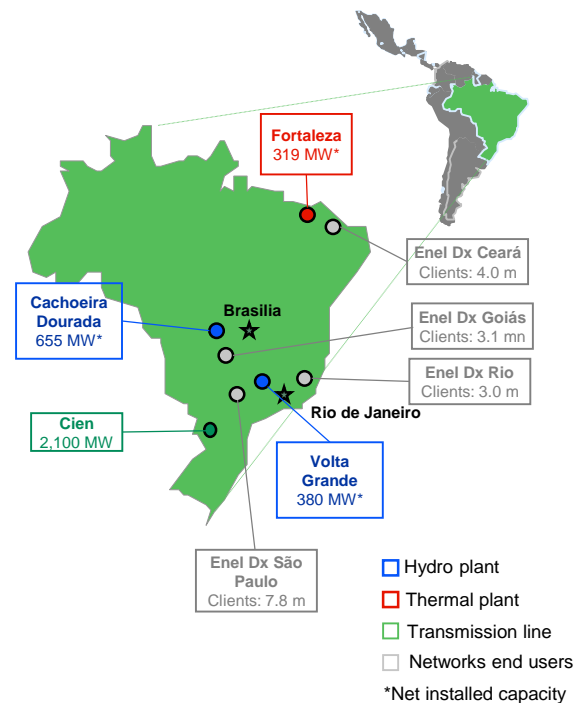 Fortaleza
319 MW*
Enel Dx Ceará
Clients: 4.0 m
Cachoeira
Dourada
655 MW*
Brasilia
Enel Dx Goiás
Clients: 3.1 mn
Enel Dx Rio
Clients: 3.0 m
Rio de Janeiro
Cien
2,100 MW
Volta
Grande
380 MW*
Enel Dx São
Paulo
Clients: 7.8 m
Hydro plant
Thermal plant
Transmission line
Networks end users
*Net installed capacity